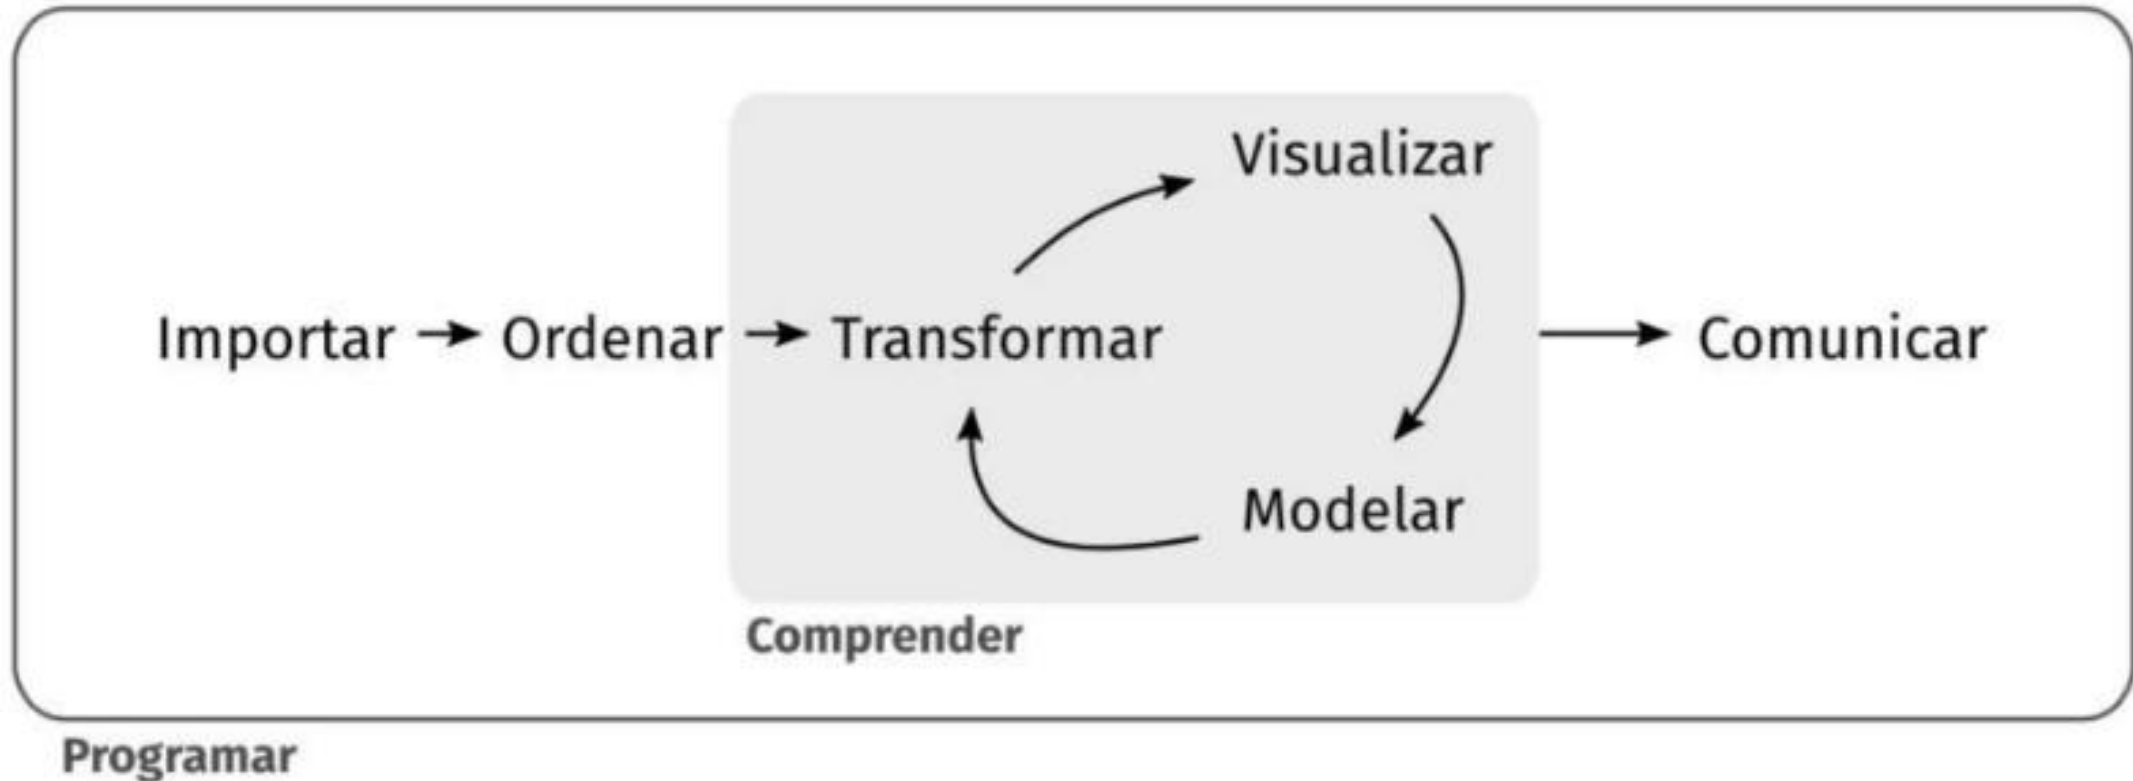 Visualizar
Importar Ordenar Transformar Comunicar
Modelar
Comprender
Programar